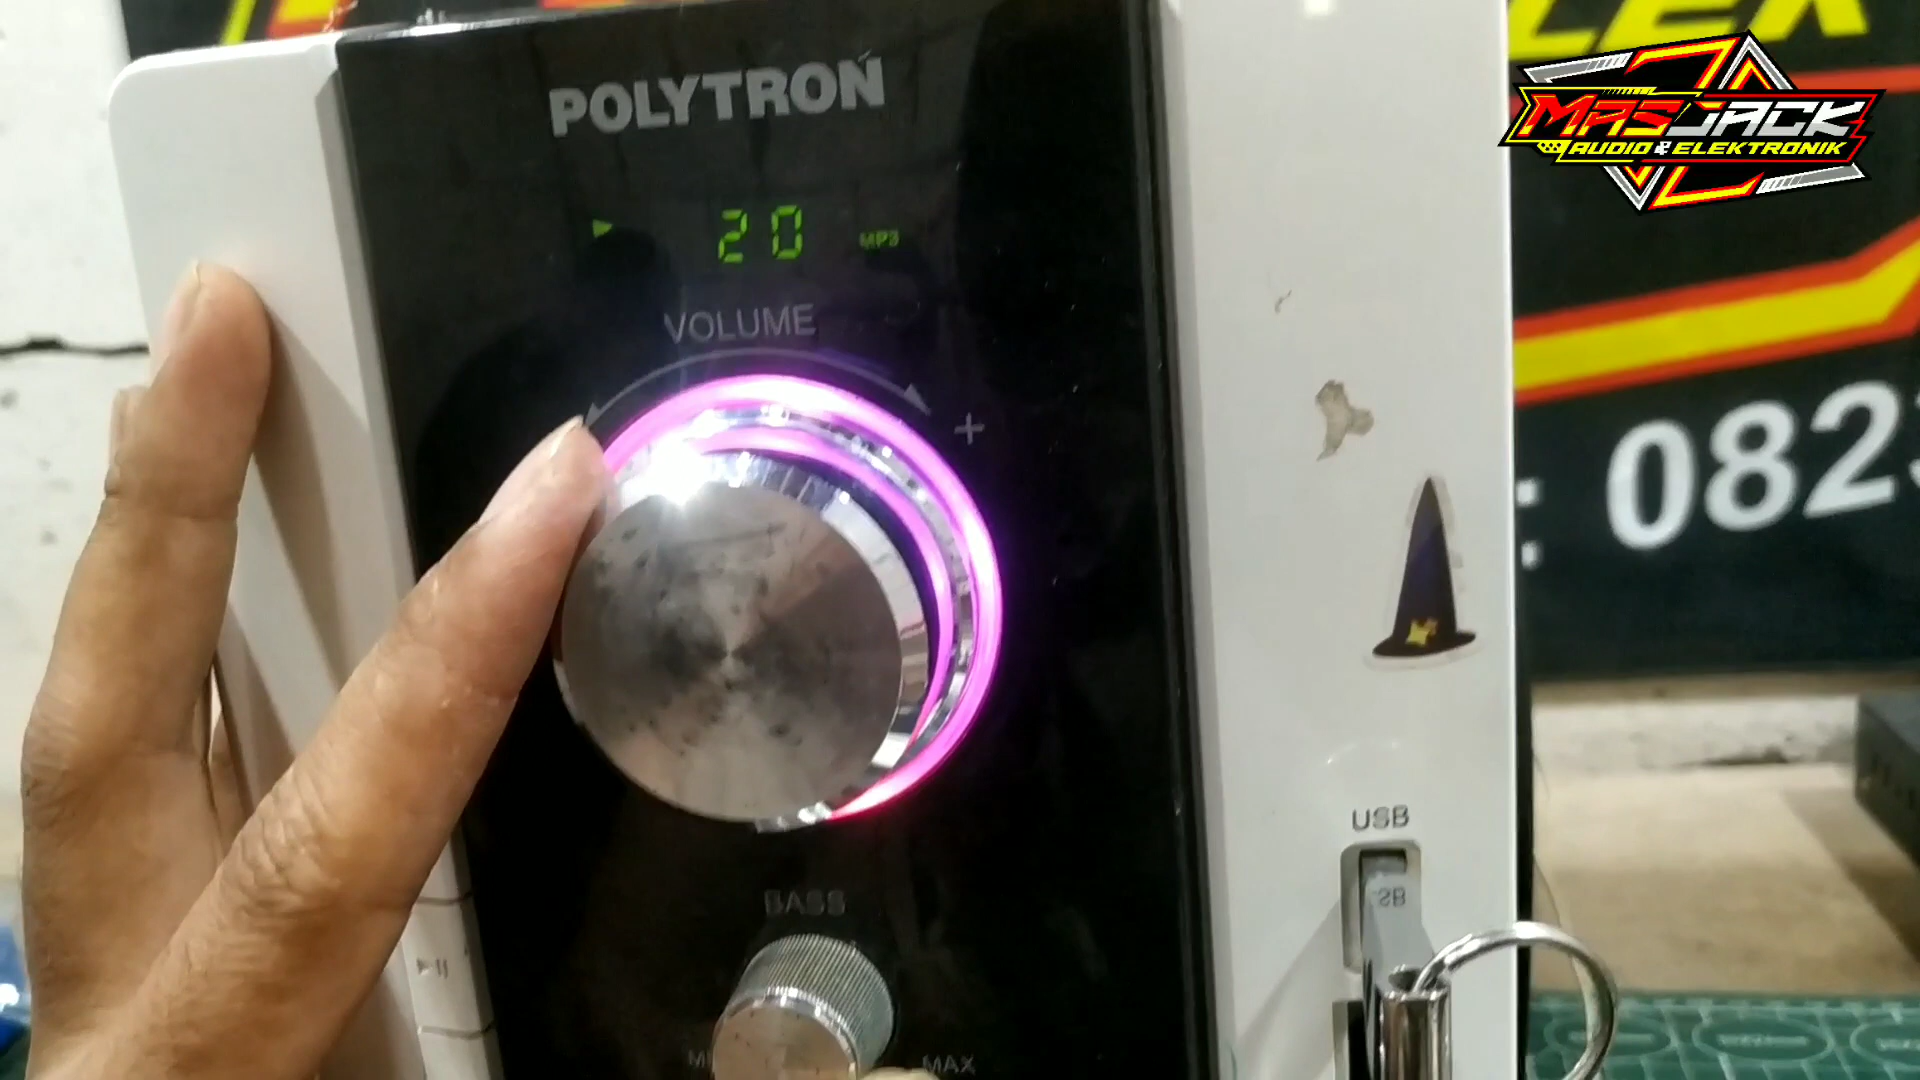 POLYTRON
MASJACK
AUDIO & ELEKTRONIK
20
MP3
VOLUME
+
: 082
USB
BASS
MAX